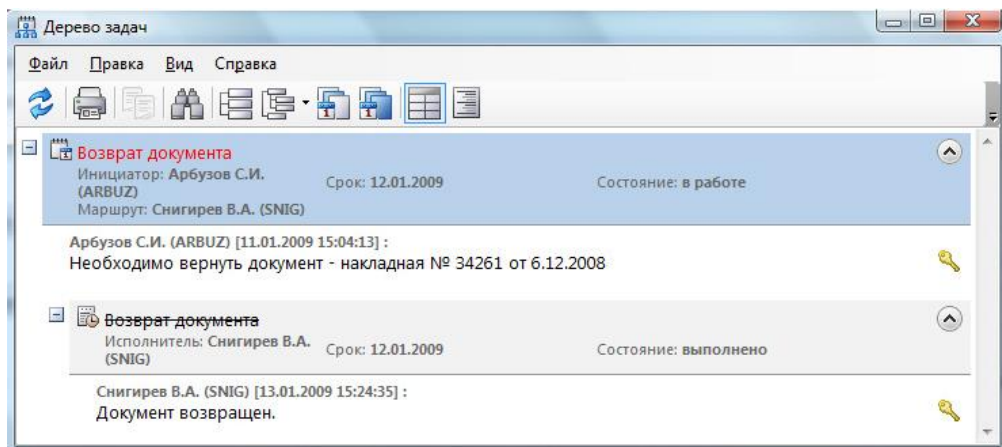 Дерево задач
Файл Правка Вид Справка
Возврат документа
Инициатор: Арбузов С.И.
(ARBUZ)
Срок: 12.01.2009
Состояние: в работе
Маршрут: Снигирев В.А. (SNIG)
Арбузов С.И. (ARBUZ) [11.01.2009 15:04:13] :
Необходимо вернуть документ - накладная № 34261 от 6.12.2008
Возврат документа
Исполнитель: Снигирев В.А.
(SNIG)
Срок: 12.01.2009
Состояние: выполнено
Снигирев В.А. (SNIG) [13.01.2009 15:24:35] :
Документ возвращен.